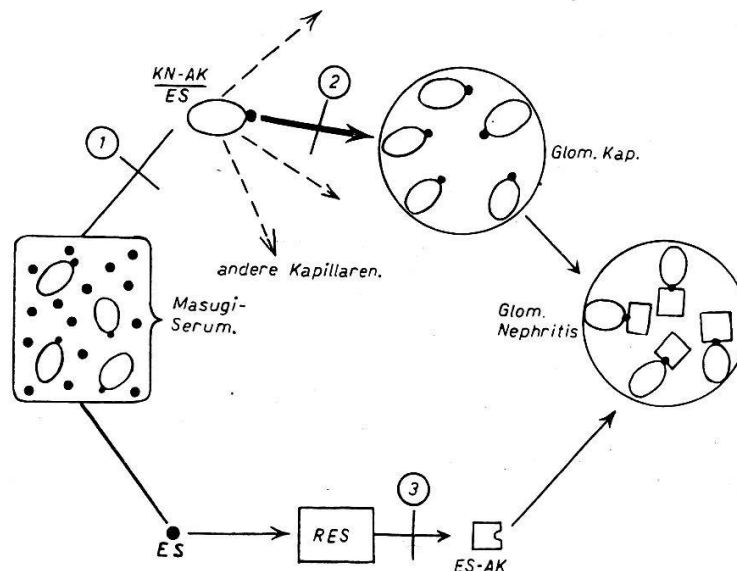 KN-AK
ES
2
1
Glom. Kap.
andere Kapillaren.
Masugi-
Serum.
Glom.
Nephritis
3
RES
ES
ES-AK